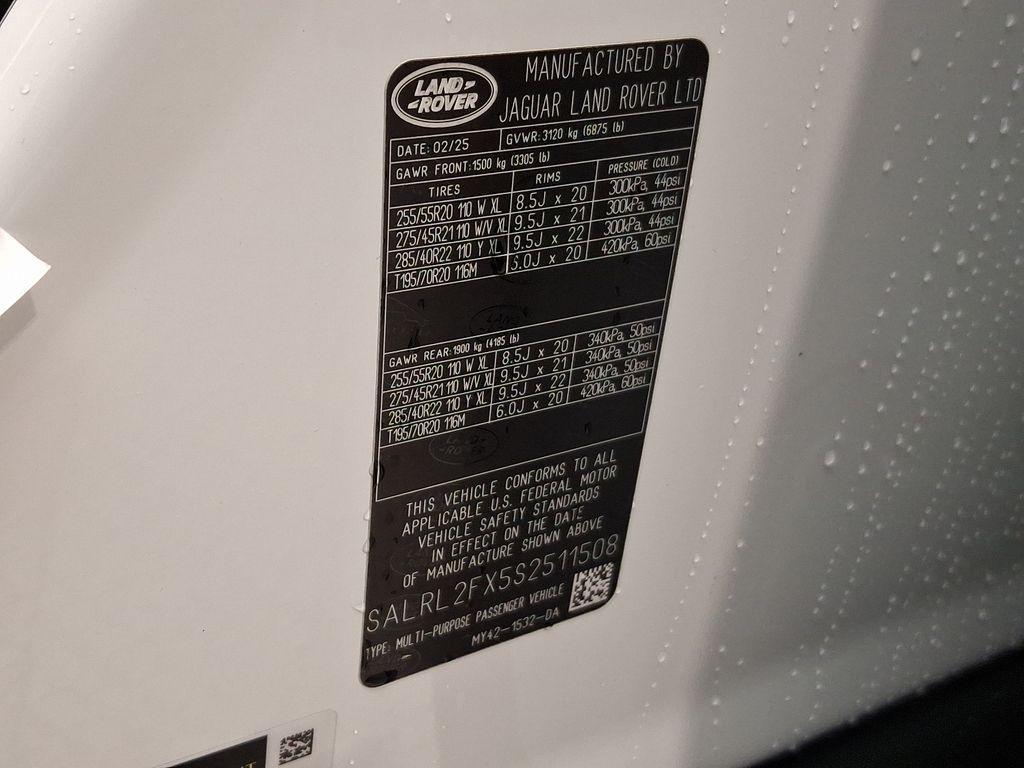 LAND-
-ROVER
MANUFACTURED BY
JAGUAR LAND ROVER LTD
DATE: 02/25 GVWR: 3120 kg (6875 lb)
GAWR FRONT: 1500 kg (3305 lb)
TIRES RIMS PRESSURE (COLD)
255/55R20 110 W XL 8.5J x 20 300kPa, 44psi
275/45R21 110 W/V XL 9.5J x 21 300kPa, 44psi
285/40R22 110 Y XL 9.5J x 22 300kPa, 44psi
T195/70R20 116M .0J x 20 420kPa, 60psi
GAWR REAR: 1900 kg (4185 lb)
255/55R20 110 W XL 8.5J x 20 340kPa, 50psi
275/45R21 110 W/V XL 9.5J x 21 340kPa, 50psi
285/40R22 110 Y XL 9.5J x 22 340kPa, 50psi
T195/70R20 116M 6.0J x 20 420kPa, 60psi
THIS VEHICLE CONFORMS TO ALL
APPLICABLE U.S. FEDERAL MOTOR
VEHICLE SAFETY STANDARDS
IN EFFECT ON THE DATE
OF MANUFACTURE SHOWN ABOVE
SALRL2FX5S2511508
TYPE: MULTI-PURPOSE PASSENGER VEHICLE
MY42-1532-DA